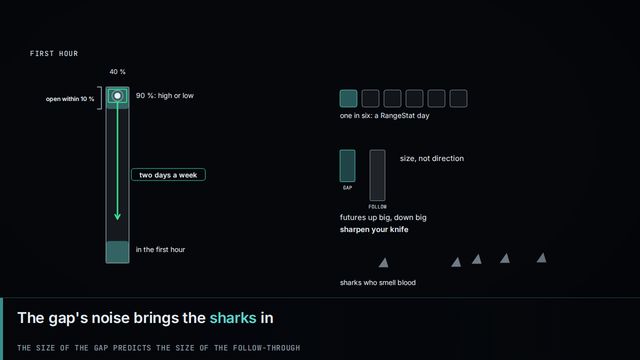 FIRST HOUR
40 %
open within 10 %
90 %: high or low
two days a week
in the first hour
one in six: a RangeStat day
size, not direction
GAP
FOLLOW
futures up big, down big
sharpen your knife
sharks who smell blood
The gap's noise brings the sharks in
THE SIZE OF THE GAP PREDICTS THE SIZE OF THE FOLLOW-THROUGH